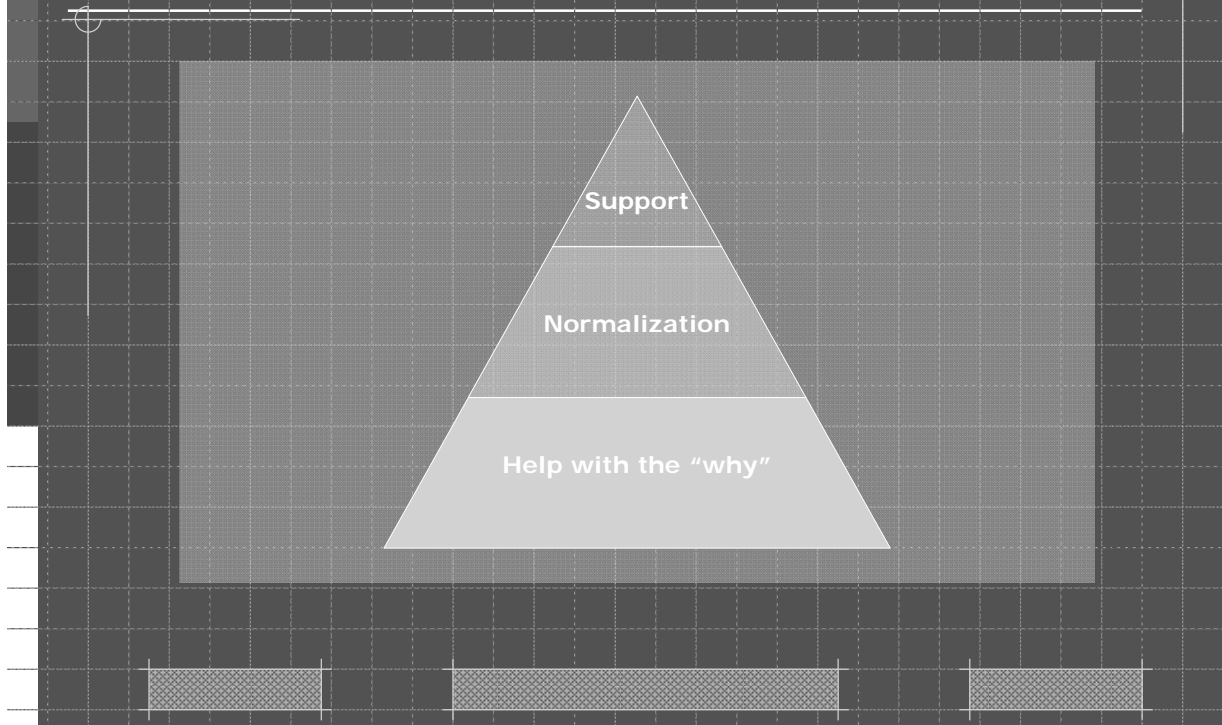 Support
Normalization
Help with the “why”